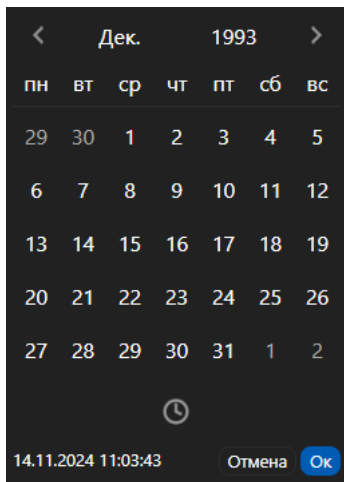 Дек. 1993
пн вт ср чт пт сб вс
29 30 1 2 3 4 5
6 7 8 9 10 11 12
13 14 15 16 17 18 19
20 21 22 23 24 25 26
27 28 29 30 31 1 2
14.11.2024 11:03:43 Отмена Ок